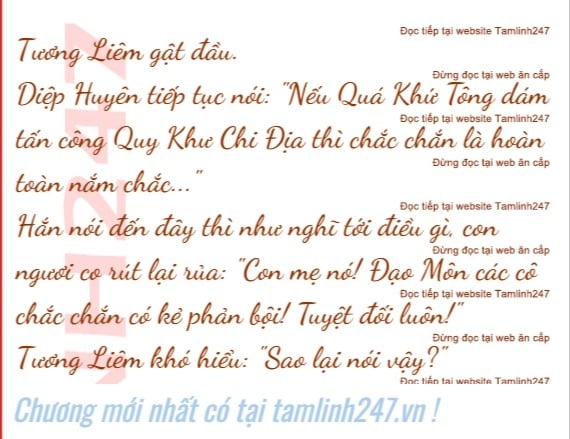 Đọc tiếp tại website Tamlinh247
Tương Liêm gật đầu.
Đừng đọc tại web ăn cắp
Diệp Huyên tiếp tục nói: "Nếu Quá Khứ Tông dám
Đọc tiếp tại website Tamlinh247
tấn công Quy Khư Chi Địa thì chắc chắn là hoàn
Đừng đọc tại web ăn cắp
toàn nắm chắc..."
Đọc tiếp tại website Tamlinh247
Hắn nói đến đây thì như nghĩ tới điều gì, con
Đừng đọc tại web ăn cắp
người co rút lại rủa: "Con mẹ nó! Đạo Môn các cô
Đọc tiếp tại website Tamlinh247
chắc chắn có kẻ phản bội! Tuyệt đối luôn!"
Đừng đọc tại web ăn cắp
Tương Liêm khó hiểu: "Sao lại nói vậy?"
Đọc tiếp tại website Tamlinh247
NH247
Chương mới nhất có tại tamlinh247.vn !